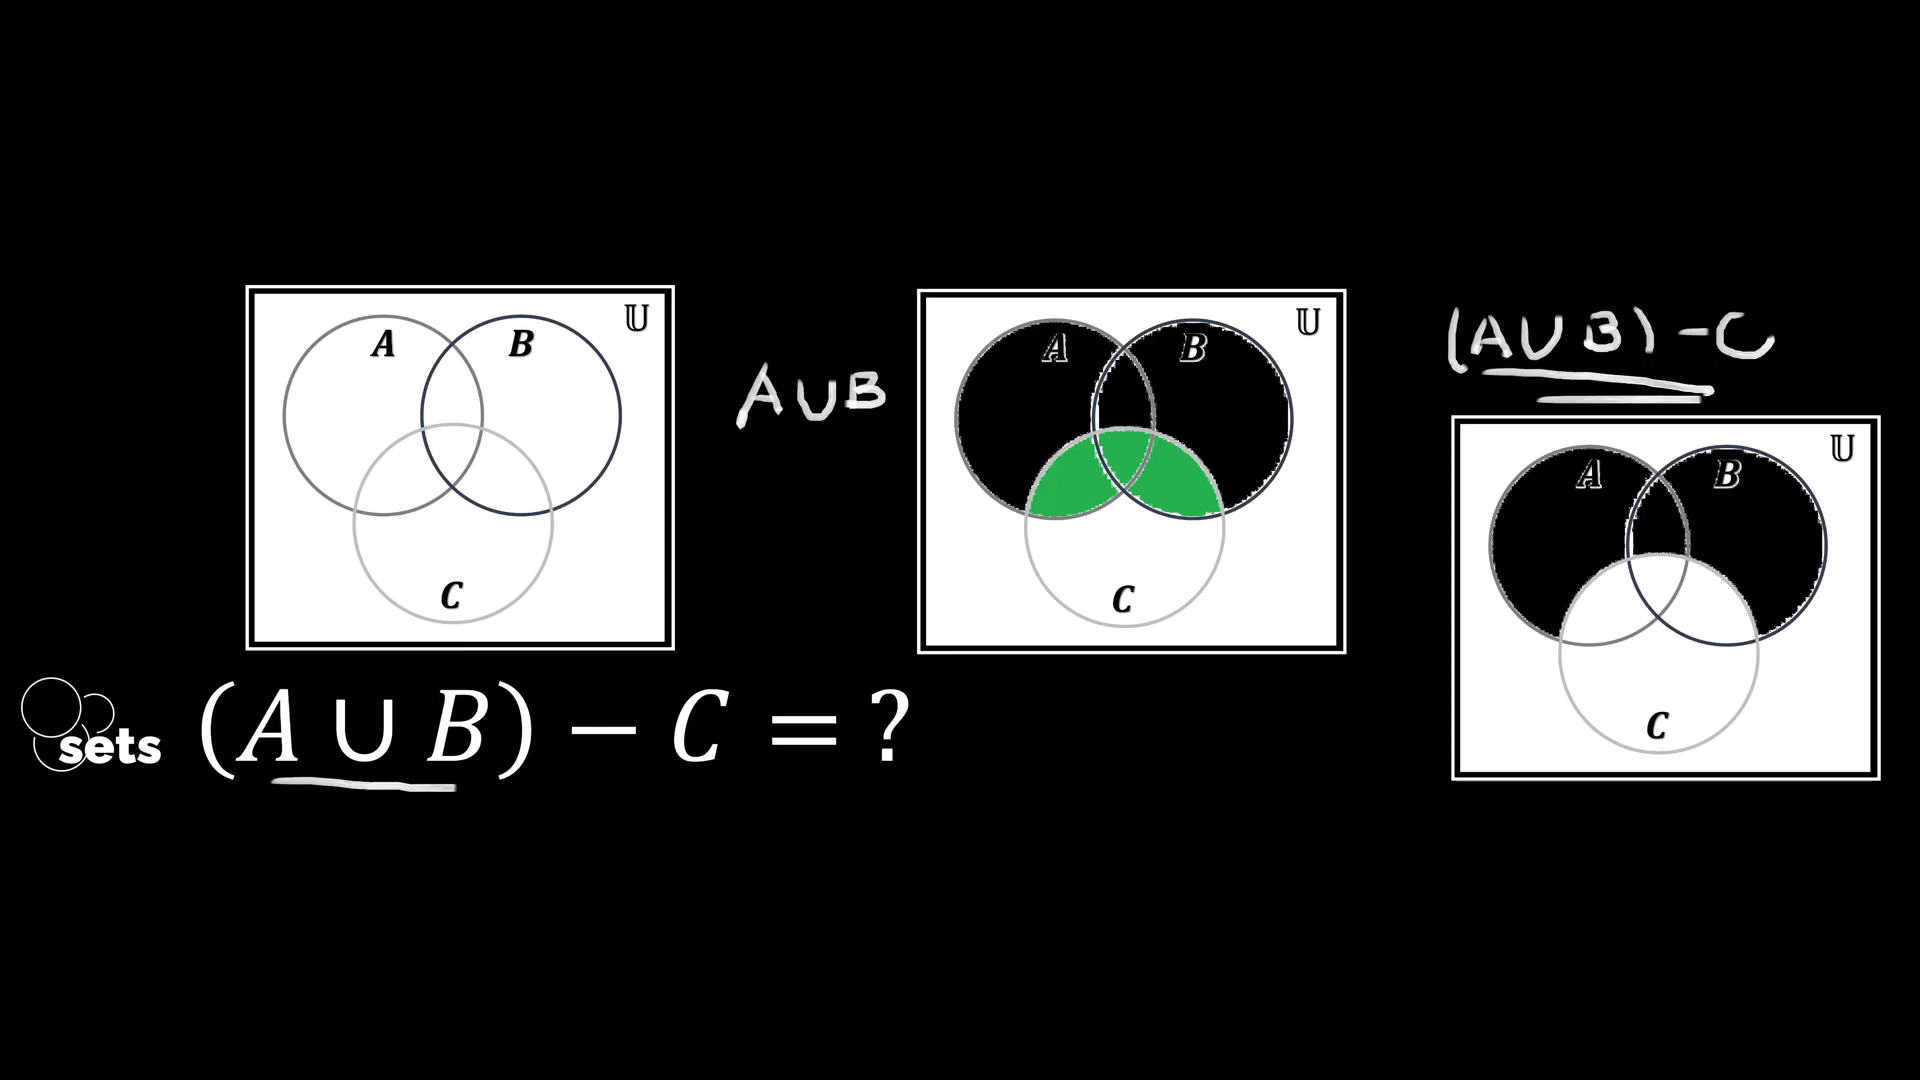 U
A B
C
A∪B
U
A B
C
(A∪B)-C
U
A B
C
sets
(A ∪ B) − C = ?